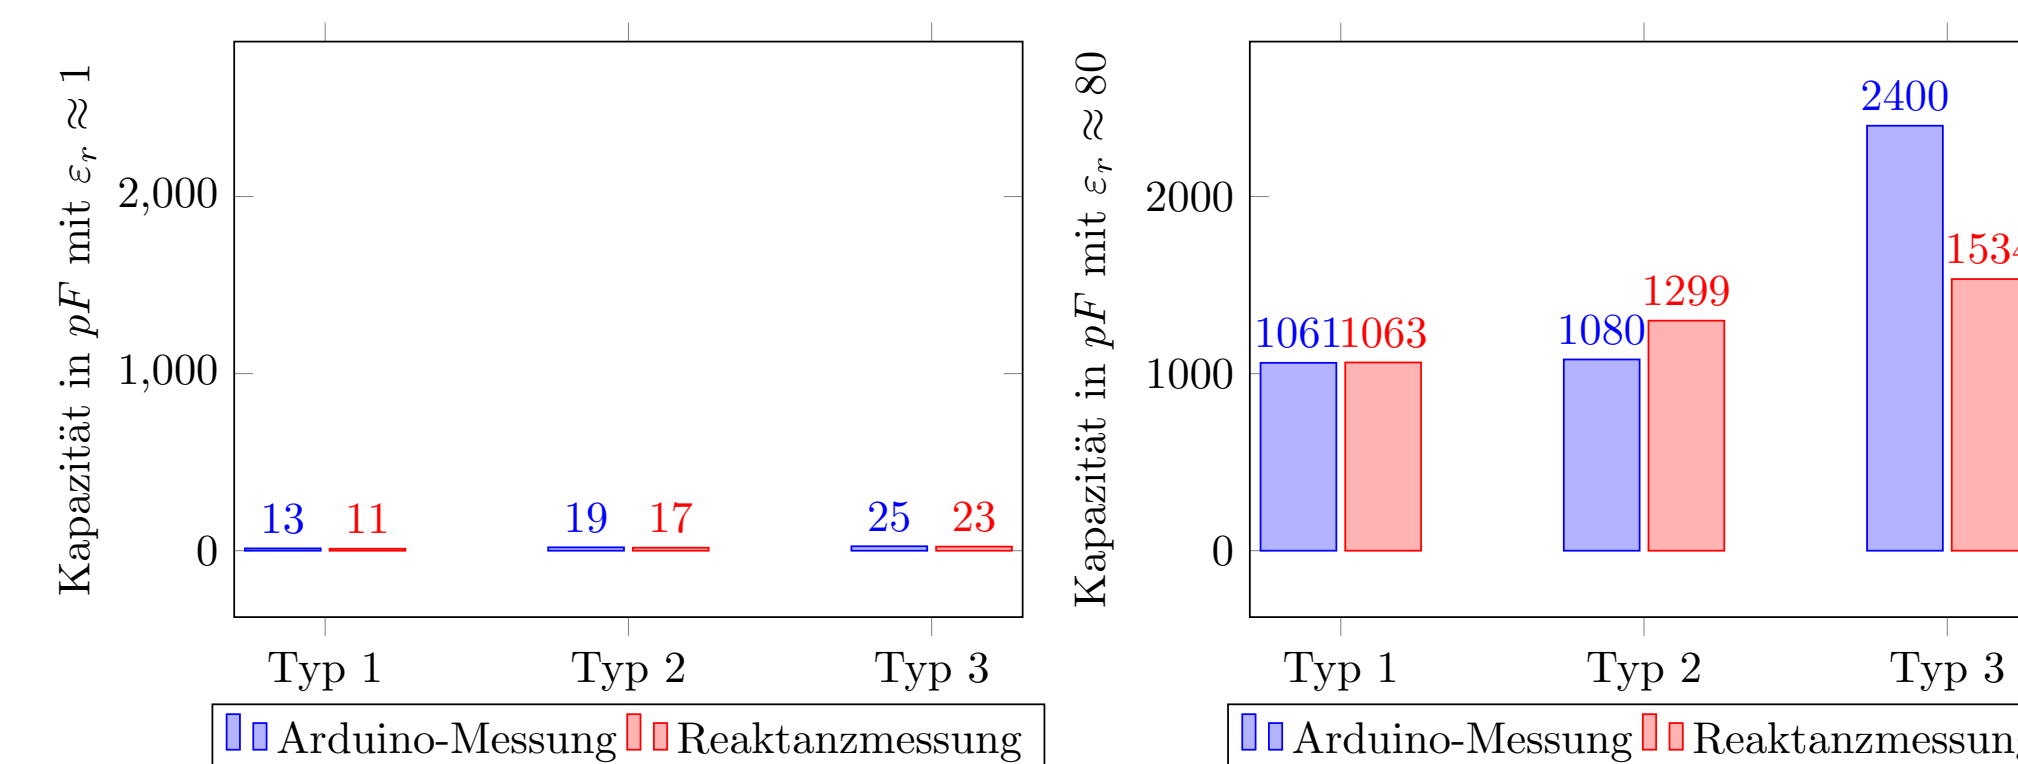 Kapazität in pF mit εr ≈ 1
2,000
1,000
0
13 11
19 17
25 23
Typ 1 Typ 2 Typ 3
Arduino-Messung Reaktanzmessung
Kapazität in pF mit εr ≈ 80
2000
1000
0
1061 1063
1080 1299
2400 1534
Typ 1 Typ 2 Typ 3
Arduino-Messung Reaktanzmessung